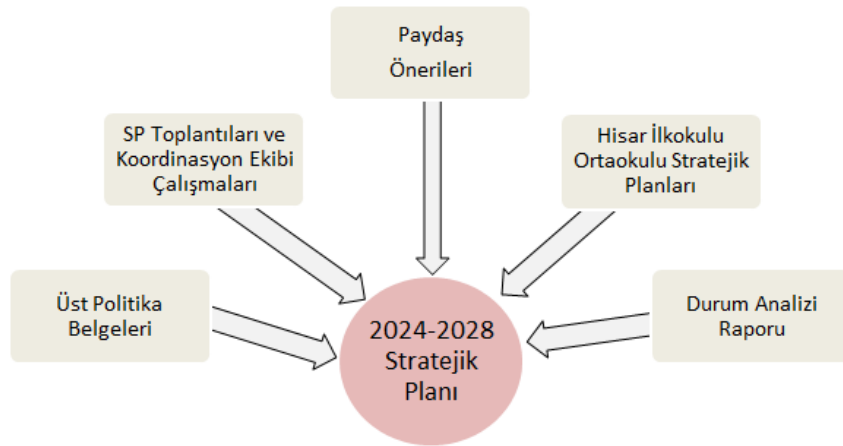 Paydaş
Önerileri
SP Toplantıları ve
Koordinasyon Ekibi
Çalışmaları
Hisar İlkokulu
Ortaokulu Stratejik
Planları
Üst Politika
Belgeleri
Durum Analizi
Raporu
2024-2028
Stratejik
Planı